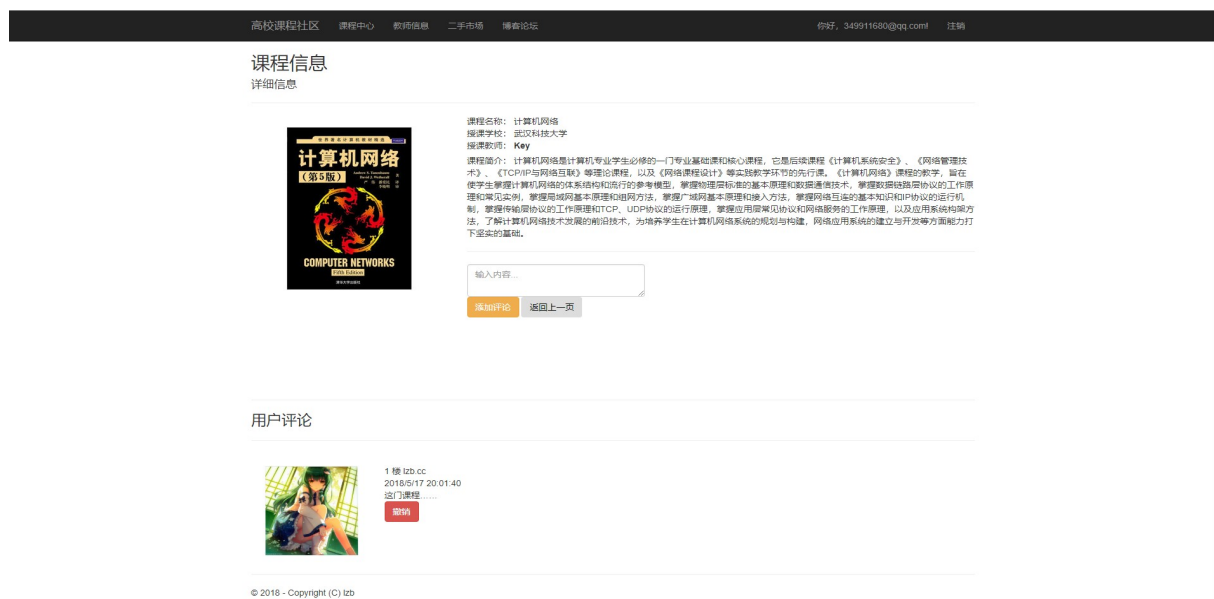 高校课程社区 课程中心 教师信息 二手市场 博客论坛 你好，349911680@qq.com! 注销
课程信息
详细信息
计算机网络
（第5版）
COMPUTER NETWORKS
Fifth Edition
课程名称： 计算机网络
授课学校： 武汉科技大学
授课教师： Key
课程简介： 计算机网络是计算机专业学生必修的一门专业基础课和核心课程，它是后续课程《计算机系统安全》、《网络管理技
术》、《TCP/IP与网络互联》等理论课程，以及《网络课程设计》等实践教学环节的先行课。《计算机网络》课程的教学，旨在
使学生掌握计算机网络的体系结构和流行的参考模型，掌握物理层标准的基本原理和数据通信技术，掌握数据链路层协议的工作原
理和常见实例，掌握局域网基本原理和组网方法，掌握广域网基本原理和接入方法，掌握网络互连的基本知识和IP协议的运行机
制，掌握传输层协议的工作原理和TCP、UDP协议的运行原理，掌握应用层常见协议和网络服务的工作原理，以及应用系统构架方
法，了解计算机网络技术发展的前沿技术，为培养学生在计算机网络系统的规划与构建，网络应用系统的建立与开发等方面能力打
下坚实的基础。
输入内容...
添加评论 返回上一页
用户评论
1 楼 lzb.cc
2018/5/17 20:01:40
这门课程……
撤销
© 2018 - Copyright (C) lzb